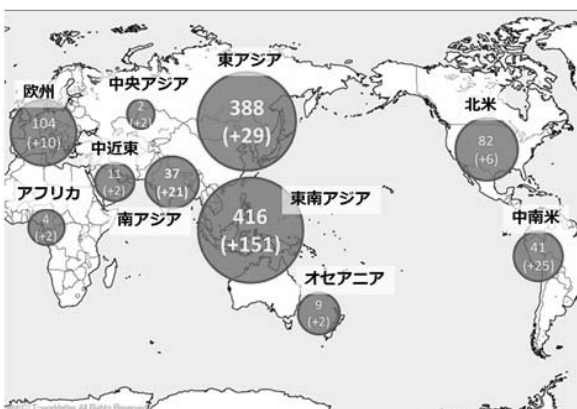 東アジア
388
(+29)
中央アジア
2
(+2)
欧州
104
(+10)
中近東
11
(+2)
37
(+21)
南アジア
アフリカ
4
(+2)
東南アジア
416
(+151)
オセアニア
9
(+2)
北米
82
(+6)
中南米
41
(+25)